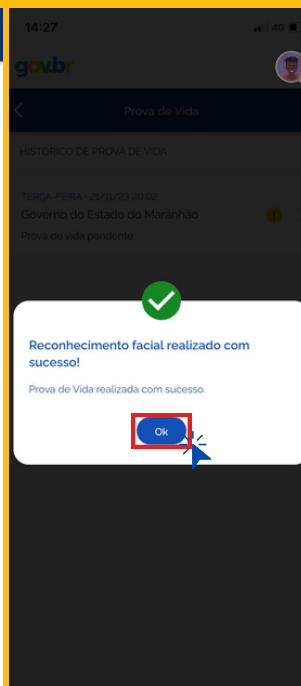 14:27
4G
gov.br
Prova de Vida
HISTÓRICO DE PROVA DE VIDA
TERÇA-FEIRA - 21/11/23 20:02
Governo do Estado do Maranhão
Prova de vida pendente
Reconhecimento facial realizado com
sucesso!
Prova de Vida realizada com sucesso.
Ok